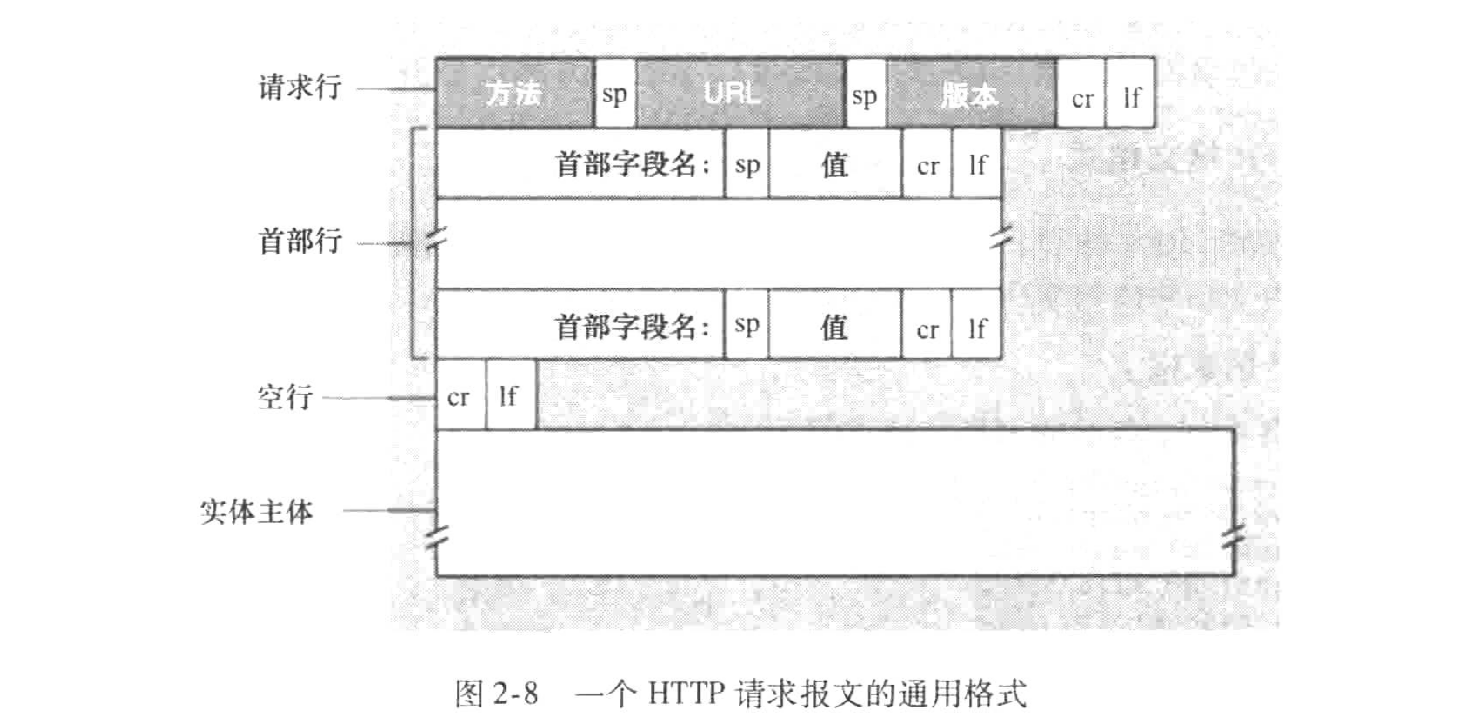 请求行 方法 sp URL sp 版本 cr lf
首部字段名: sp 值 cr lf
首部行
首部字段名: sp 值 cr lf
空行 cr lf
实体主体
图 2-8 一个 HTTP 请求报文的通用格式